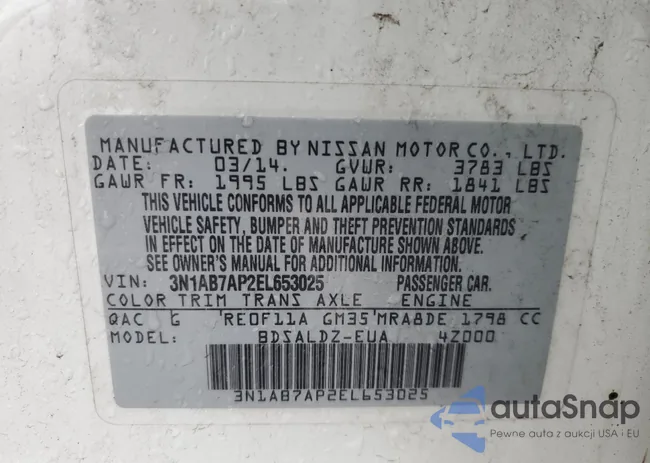 MANUFACTURED BY NISSAN MOTOR CO., LTD.
DATE: 03/14. GVWR: 3783 LBS
GAWR FR: 1995 LBS GAWR RR: 1841 LBS
THIS VEHICLE CONFORMS TO ALL APPLICABLE FEDERAL MOTOR
VEHICLE SAFETY, BUMPER AND THEFT PREVENTION STANDARDS
IN EFFECT ON THE DATE OF MANUFACTURE SHOWN ABOVE.
SEE OWNER'S MANUAL FOR ADDITIONAL INFORMATION.
VIN: 3N1AB7AP2EL653025 PASSENGER CAR.
COLOR TRIM TRANS AXLE ENGINE
QAC G RE0F11A GM35 MRA8DE 1798 CC
MODEL: BDSALDZ-EUA 4Z000
3N1AB7AP2EL653025
autaSnap
Pewne auta z aukcji USA i EU